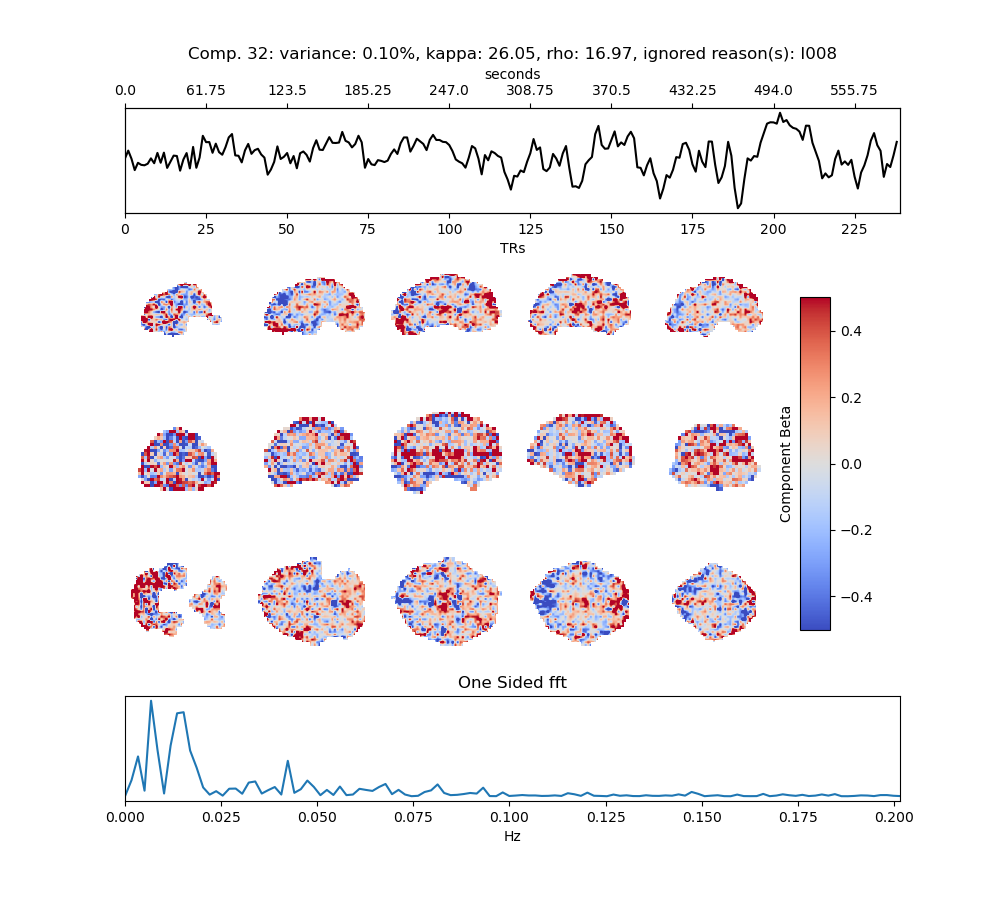 Comp. 32: variance: 0.10%, kappa: 26.05, rho: 16.97, ignored reason(s): I008
seconds
0.0 61.75 123.5 185.25 247.0 308.75 370.5 432.25 494.0 555.75
0 25 50 75 100 125 150 175 200 225
TRs
0.4
0.2
0.0
−0.2
−0.4
Component Beta
One Sided fft
0.000 0.025 0.050 0.075 0.100 0.125 0.150 0.175 0.200
Hz